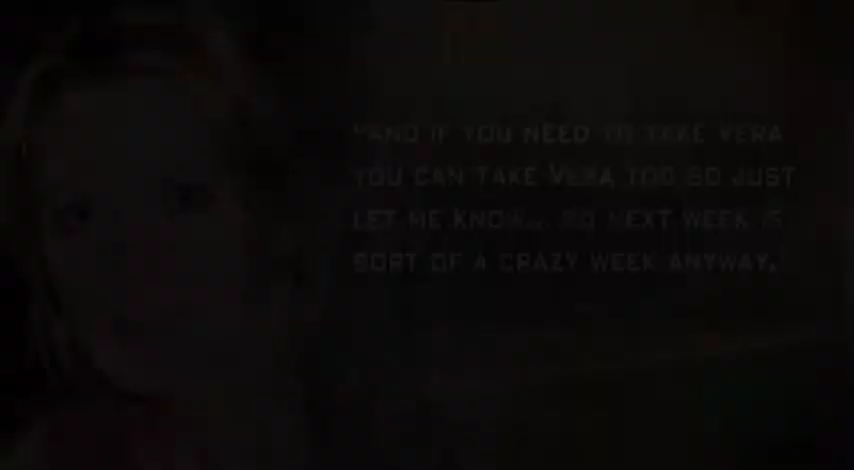 "AND IF YOU NEED TO TAKE VERA
YOU CAN TAKE VERA TOO SO JUST
LET ME KNOW... SO NEXT WEEK IS
SORT OF A CRAZY WEEK ANYWAY.